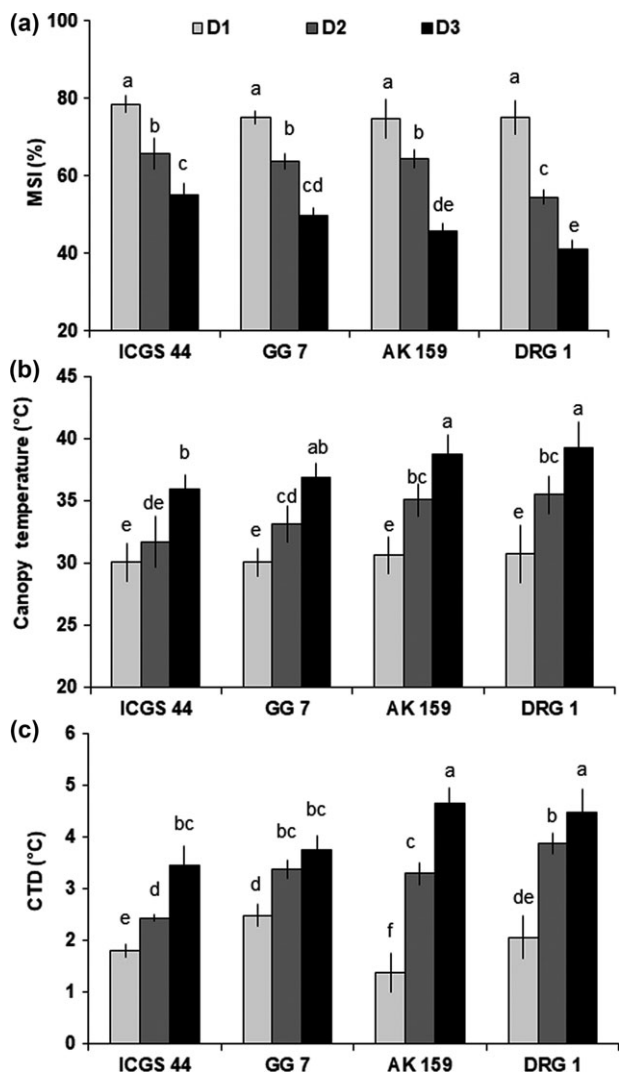 (a)
D1 D2 D3
MSI (%)
100
80
60
40
20
a b c a b cd a b de a c e
ICGS 44 GG 7 AK 159 DRG 1
(b)
Canopy temperature (°C)
45
40
35
30
25
20
e de b e cd ab e bc a e bc a
ICGS 44 GG 7 AK 159 DRG 1
(c)
CTD (°C)
6
5
4
3
2
1
0
e d bc d bc bc f c a de b a
ICGS 44 GG 7 AK 159 DRG 1